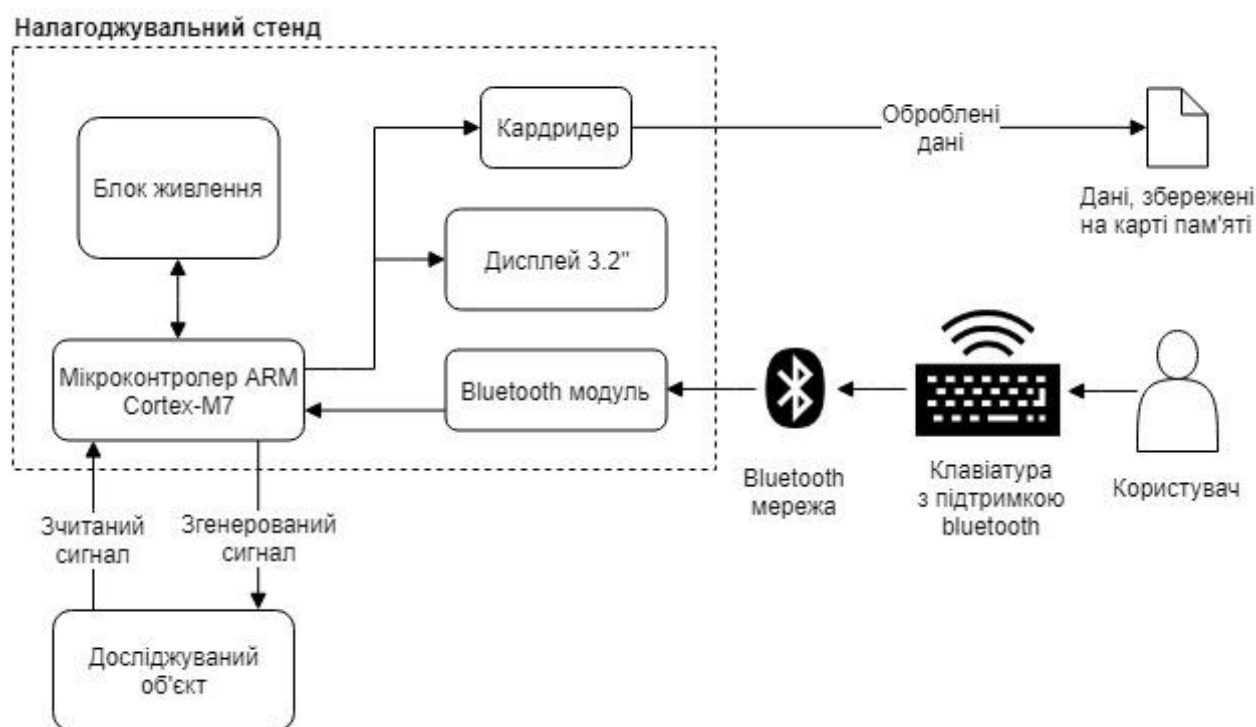 Налагоджувальний стенд
Кардридер
Оброблені
дані
Блок живлення
Дані, збережені
на карті пам'яті
Дисплей 3.2"
Мікроконтролер ARM
Cortex-M7
Bluetooth модуль
Bluetooth
мережа
Клавіатура
з підтримкою
bluetooth
Користувач
Зчитаний
сигнал
Згенерований
сигнал
Досліджуваний
об'єкт